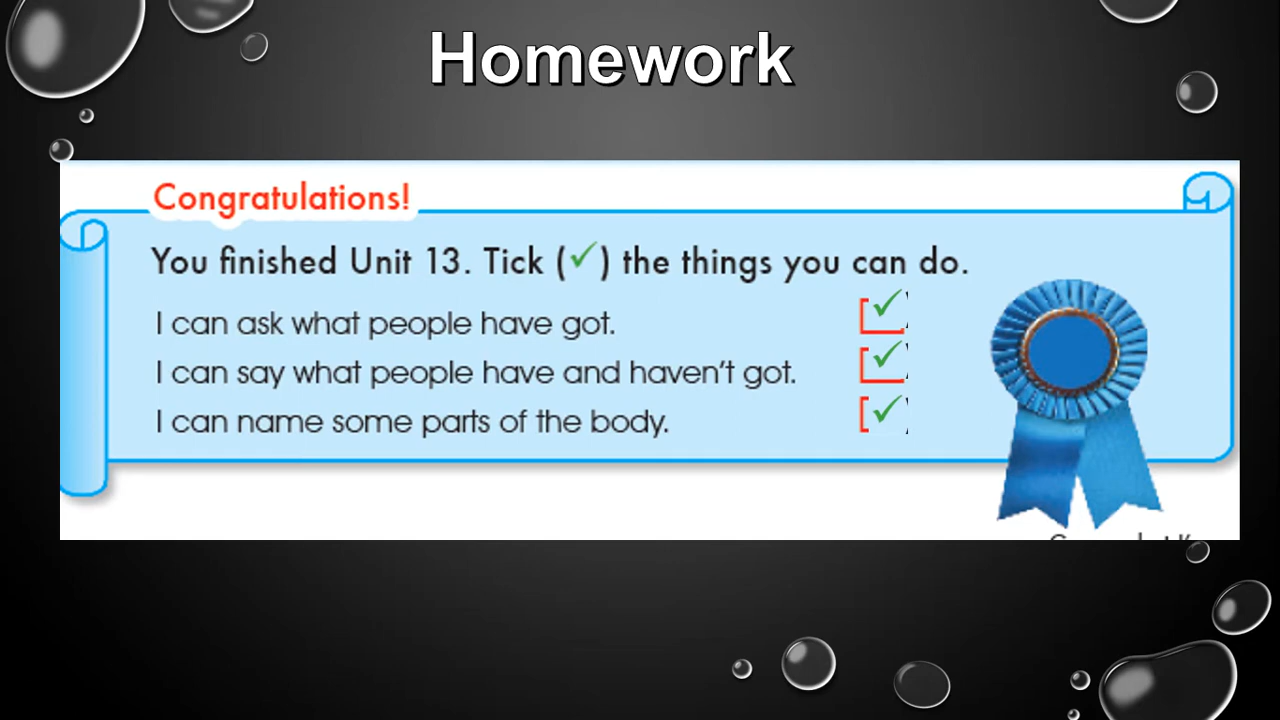 Homework
Congratulations!
You finished Unit 13. Tick (✓) the things you can do.
I can ask what people have got. [✓]
I can say what people have and haven't got. [✓]
I can name some parts of the body. [✓]